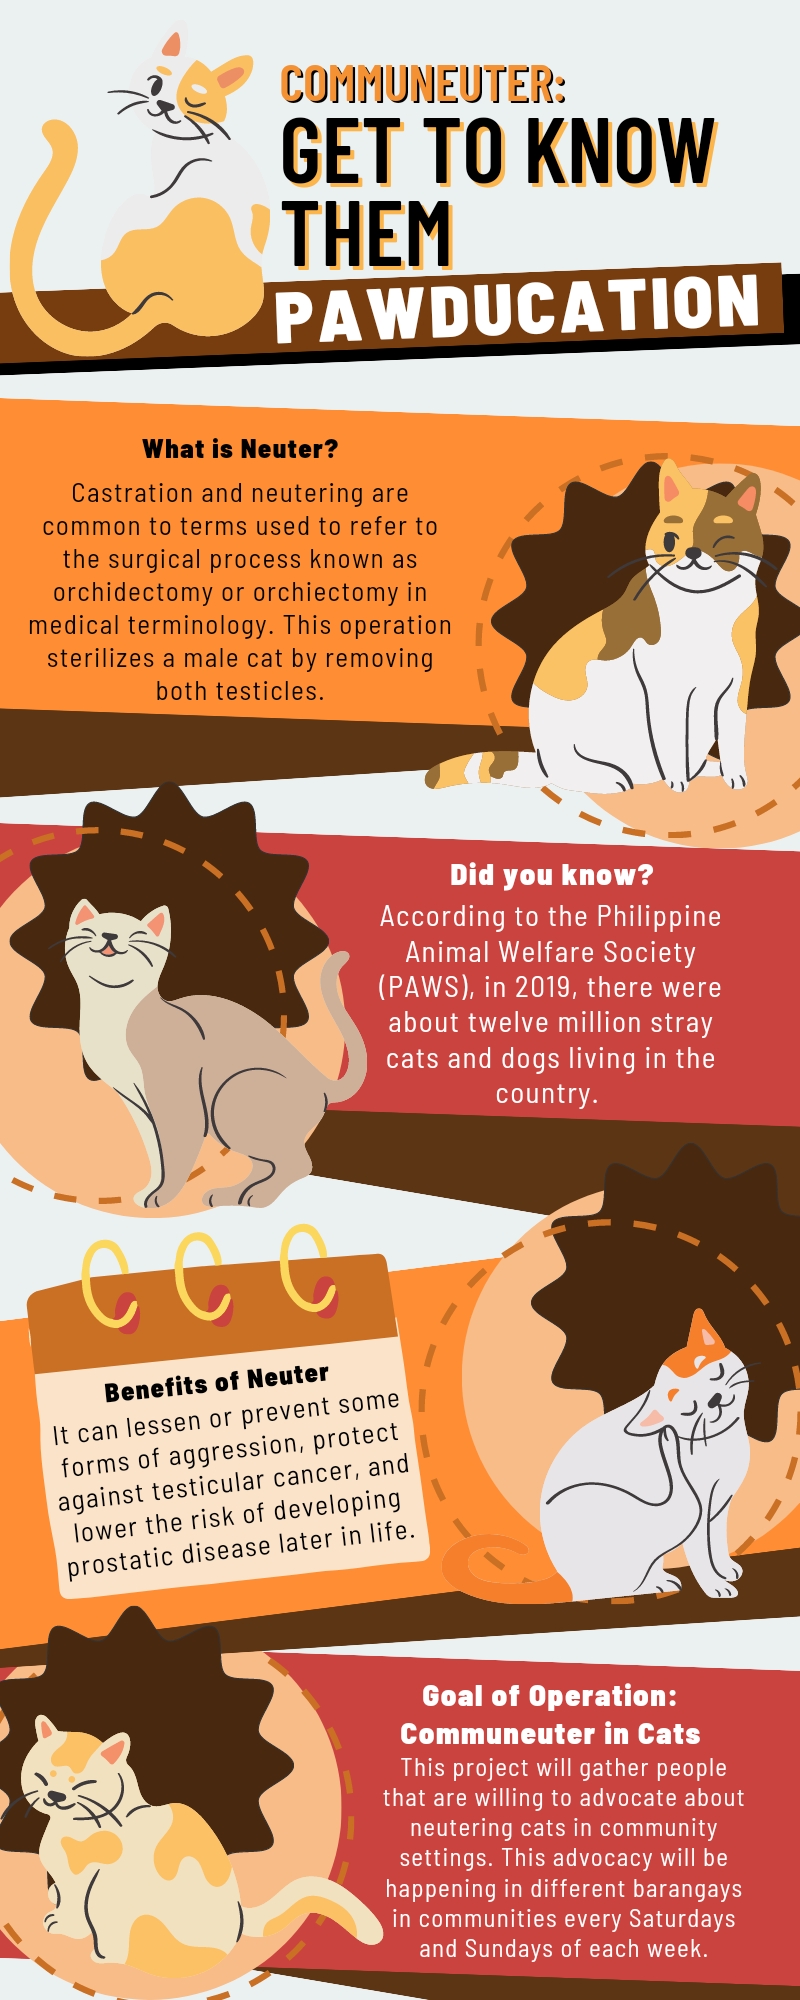 COMMUNEUTER:
GET TO KNOW
THEM
PAWDUCATION
What is Neuter?
Castration and neutering are
common to terms used to refer to
the surgical process known as
orchidectomy or orchiectomy in
medical terminology. This operation
sterilizes a male cat by removing
both testicles.
Did you know?
According to the Philippine
Animal Welfare Society
(PAWS), in 2019, there were
about twelve million stray
cats and dogs living in the
country.
Benefits of Neuter
It can lessen or prevent some
forms of aggression, protect
against testicular cancer, and
lower the risk of developing
prostatic disease later in life.
Goal of Operation:
Communeuter in Cats
This project will gather people
that are willing to advocate about
neutering cats in community
settings. This advocacy will be
happening in different barangays
in communities every Saturdays
and Sundays of each week.